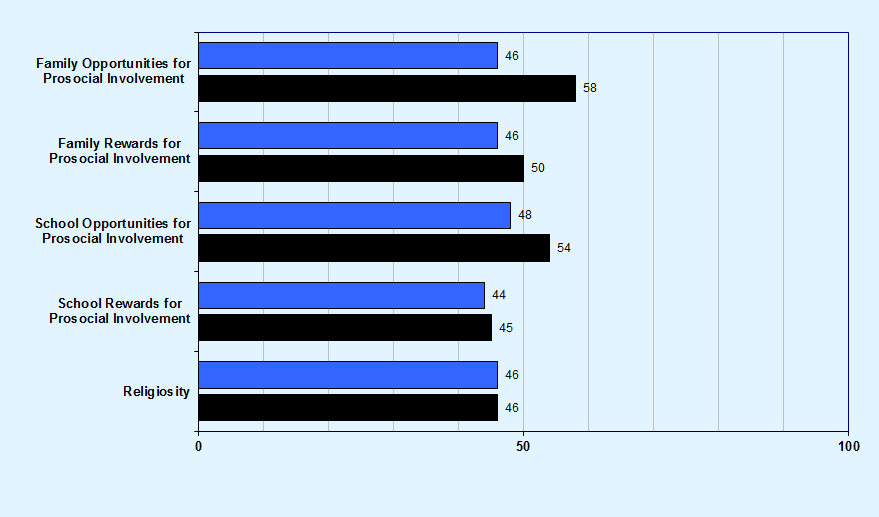 Family Opportunities for
Prosocial Involvement
46
58
Family Rewards for
Prosocial Involvement
46
50
School Opportunities for
Prosocial Involvement
48
54
School Rewards for
Prosocial Involvement
44
45
Religiosity
46
46
0 50 100